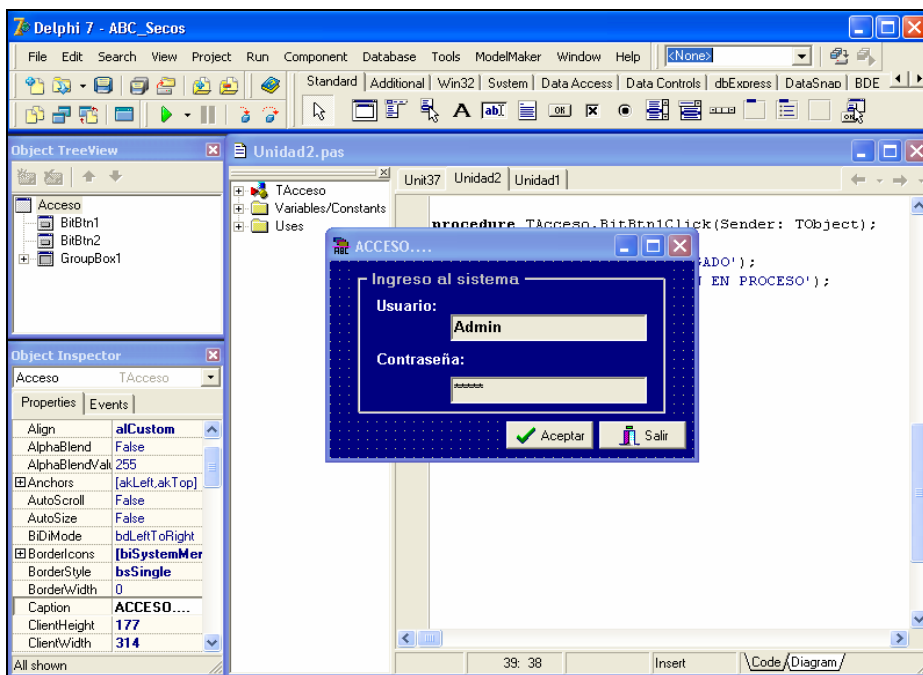 Delphi 7 - ABC_Secos
File Edit Search View Project Run Component Database Tools ModelMaker Window Help <None>
Standard Additional Win32 System Data Access Data Controls dbExpress DataSnap BDE
Object TreeView
Acceso
BitBtn1
BitBtn2
GroupBox1
Object Inspector
Acceso TAcceso
Properties Events
Align alCustom
AlphaBlend False
AlphaBlendValu 255
Anchors [akLeft,akTop]
AutoScroll False
AutoSize False
BiDiMode bdLeftToRight
BorderIcons [biSystemMer
BorderStyle bsSingle
BorderWidth 0
Caption ACCESO....
ClientHeight 177
ClientWidth 314
All shown
Unidad2.pas
TAcceso
Variables/Constants
Uses
Unit37 Unidad2 Unidad1
procedure TAcceso.BitBtn1Click(Sender: TObject);
GADO');
N EN PROCESO');
ACCESO....
Ingreso al sistema
Usuario:
Admin
Contraseña:
*****
Aceptar Salir
39: 38 Insert Code Diagram